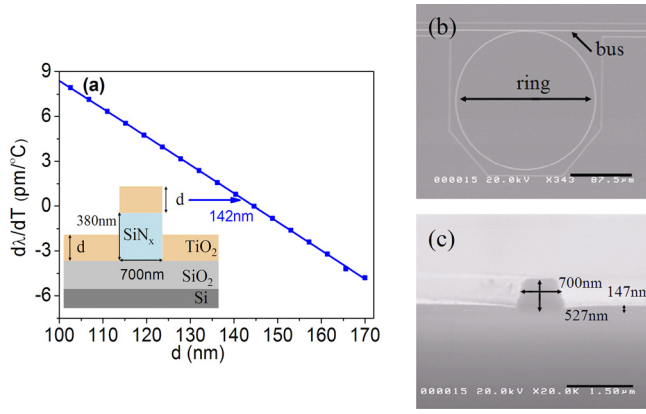 (a)
dλ/dT (pm/°C)
9
6
3
0
-3
-6
100 110 120 130 140 150 160 170
d (nm)
380nm
d
142nm
SiNₓ
d
TiO₂
700nm
SiO₂
Si
(b)
bus
ring
000015 20.0kV X343 87.5µm
(c)
700nm
147nm
527nm
000015 20.0kV X20.0K 1.50µm